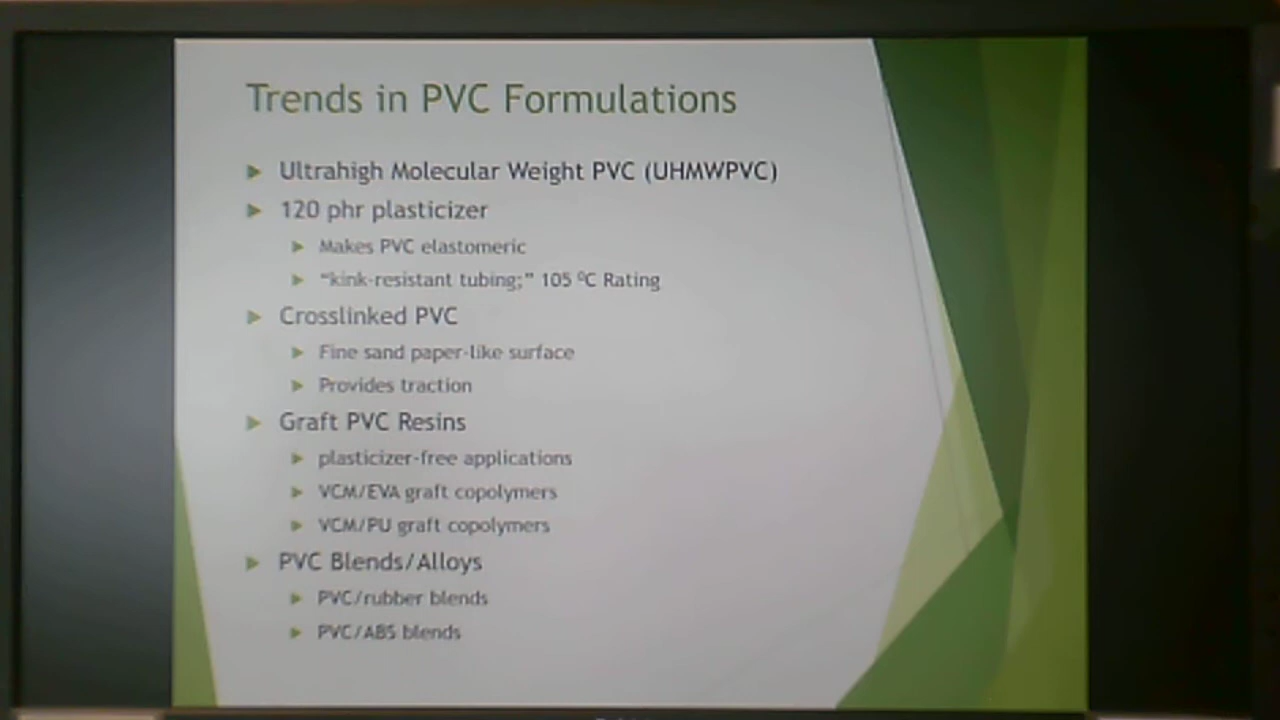 Trends in PVC Formulations
Ultrahigh Molecular Weight PVC (UHMWPVC)
120 phr plasticizer
Makes PVC elastomeric
"kink-resistant tubing;" 105 ⁰C Rating
Crosslinked PVC
Fine sand paper-like surface
Provides traction
Graft PVC Resins
plasticizer-free applications
VCM/EVA graft copolymers
VCM/PU graft copolymers
PVC Blends/Alloys
PVC/rubber blends
PVC/ABS blends